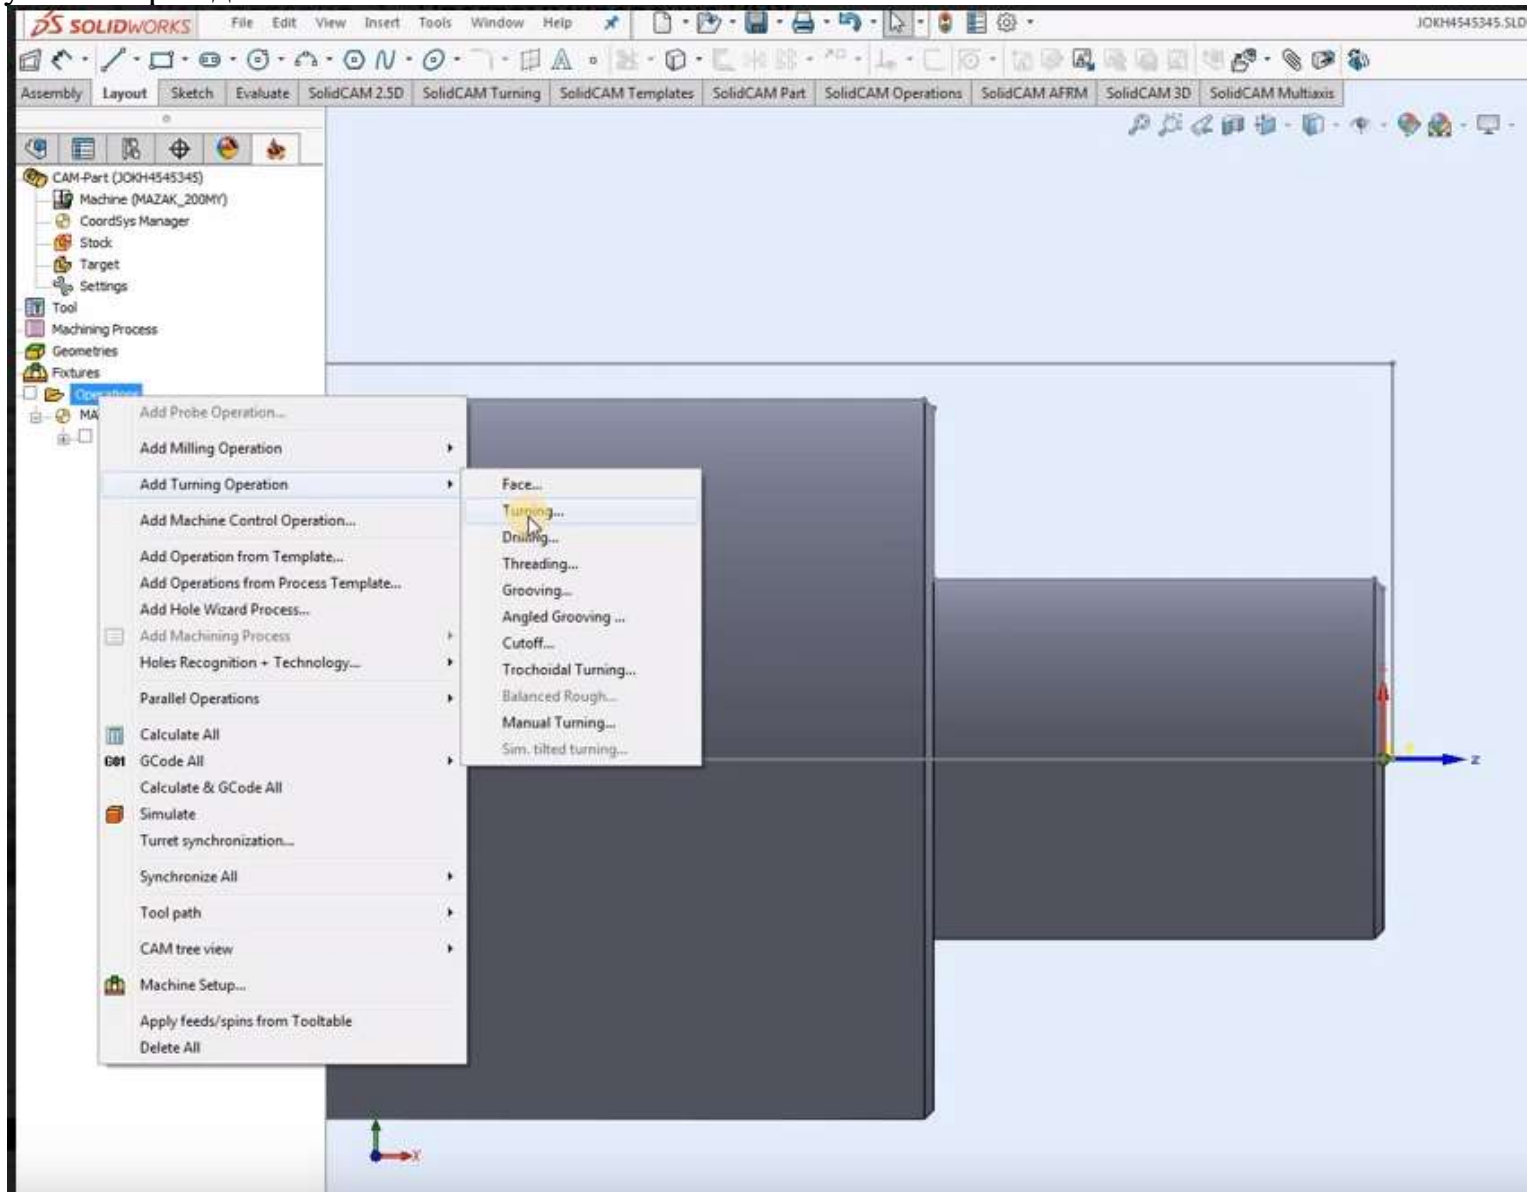 SOLIDWORKS File Edit View Insert Tools Window Help JOKH4545345.SLD
Assembly Layout Sketch Evaluate SolidCAM 2.5D SolidCAM Turning SolidCAM Templates SolidCAM Part SolidCAM Operations SolidCAM AFRM SolidCAM 3D SolidCAM Multiaxis
CAM-Part (JOKH4545345)
Machine (MAZAK_200MY)
CoordSys Manager
Stock
Target
Settings
Tool
Machining Process
Geometries
Fixtures
Operations
MA
Add Probe Operation...
Add Milling Operation
Add Turning Operation
Add Machine Control Operation...
Add Operation from Template...
Add Operations from Process Template...
Add Hole Wizard Process...
Add Machining Process
Holes Recognition + Technology...
Parallel Operations
Calculate All
G01 GCode All
Calculate & GCode All
Simulate
Turret synchronization...
Synchronize All
Tool path
CAM tree view
Machine Setup...
Apply feeds/spins from Tooltable
Delete All
Face...
Turning...
Drilling...
Threading...
Grooving...
Angled Grooving ...
Cutoff...
Trochoidal Turning...
Balanced Rough...
Manual Turning...
Sim. tilted turning...
Z
X